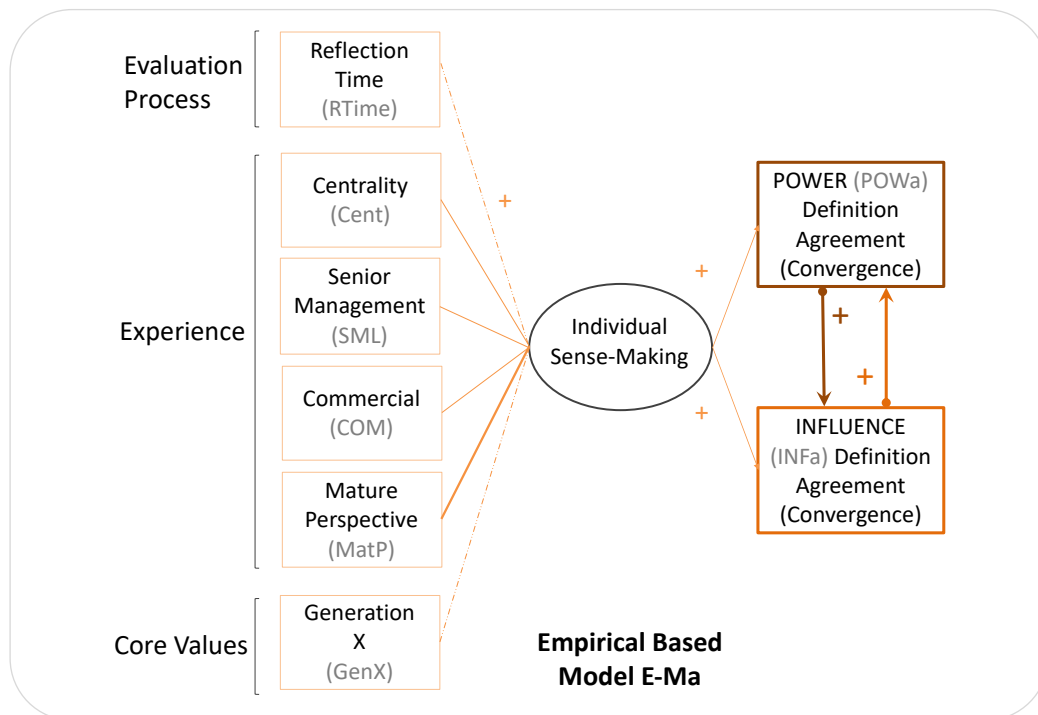 Evaluation
Process
Reflection
Time
(RTime)
Experience
Centrality
(Cent)
Senior
Management
(SML)
Commercial
(COM)
Mature
Perspective
(MatP)
Core Values
Generation
X
(GenX)
+
Individual
Sense-Making
+
+
POWER (POWa)
Definition
Agreement
(Convergence)
+
+
INFLUENCE
(INFa) Definition
Agreement
(Convergence)
Empirical Based
Model E-Ma